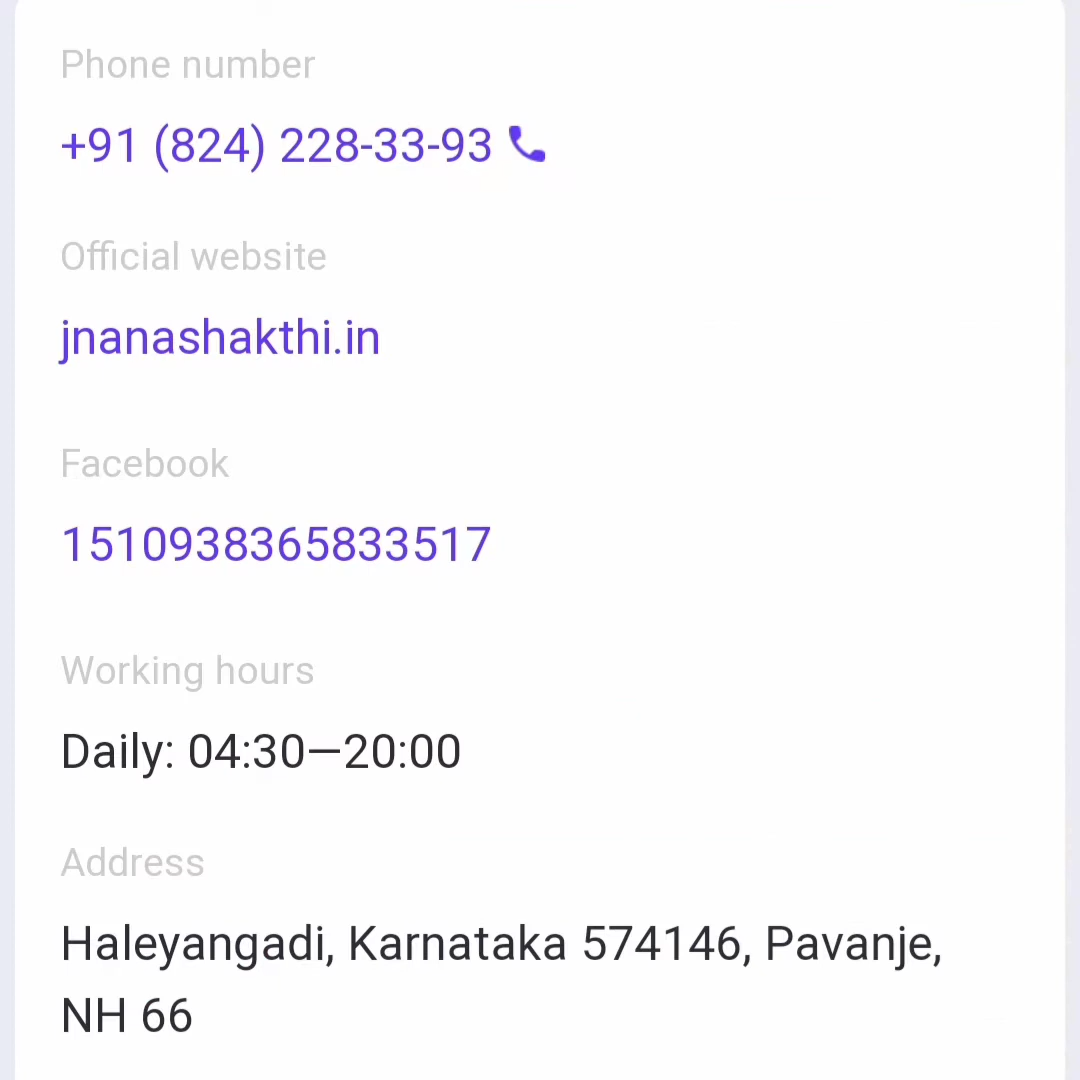 Phone number
+91 (824) 228-33-93
Official website
jnanashakthi.in
Facebook
1510938365833517
Working hours
Daily: 04:30—20:00
Address
Haleyangadi, Karnataka 574146, Pavanje,
NH 66